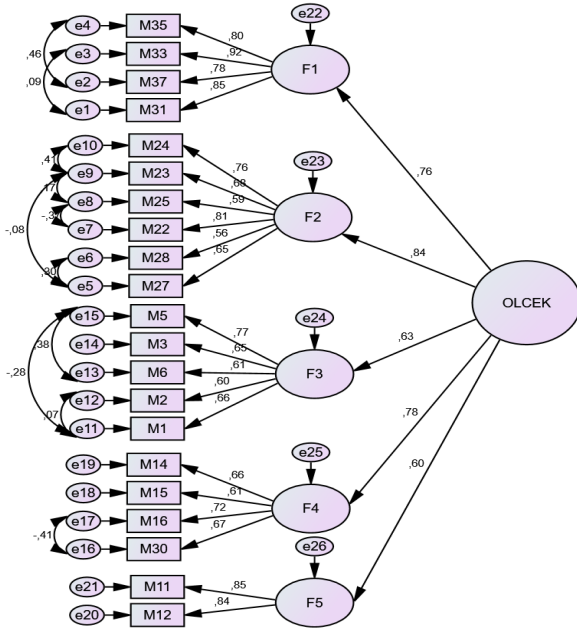 e22
e4 M35
,80
e3 M33
,92
,46
F1
e2 M37
,78
,09
,85
e1 M31
e10 M24
,41
e23
,76
,76
e9 M23
,68
,17
e8 M25
,59
F2
-,08
e7 M22
,81
,84
e6 M28
,56
,65
,30
e5 M27
OLCEK
e15 M5
e24
,77
,63
,38
e14 M3
,65
-,28
e13 M6
,61
F3
e12 M2
,60
,07
,66
e11 M1
,78
e25
e19 M14
,66
,60
e18 M15
,61
F4
e17 M16
,72
-,41
,67
e16 M30
e26
e21 M11
,85
F5
,84
e20 M12